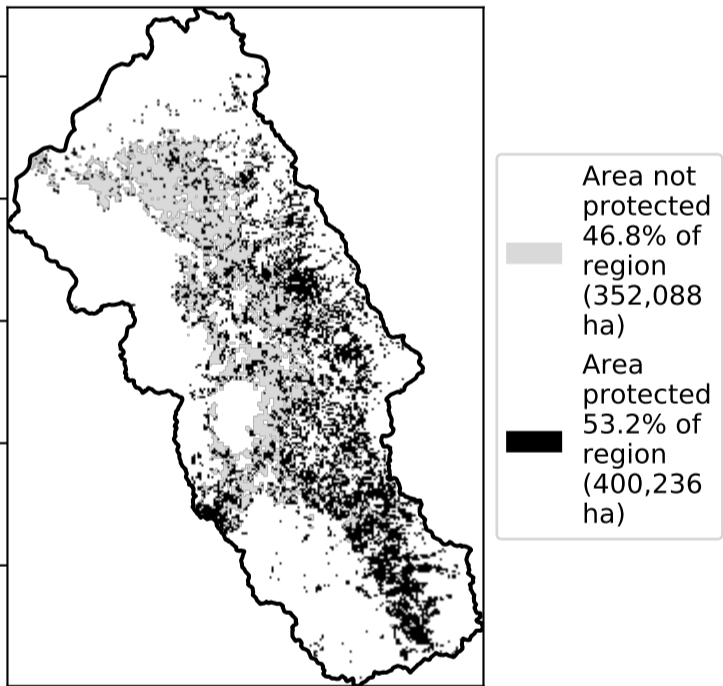 Area not
protected
46.8% of
region
(352,088
ha)
Area
protected
53.2% of
region
(400,236
ha)